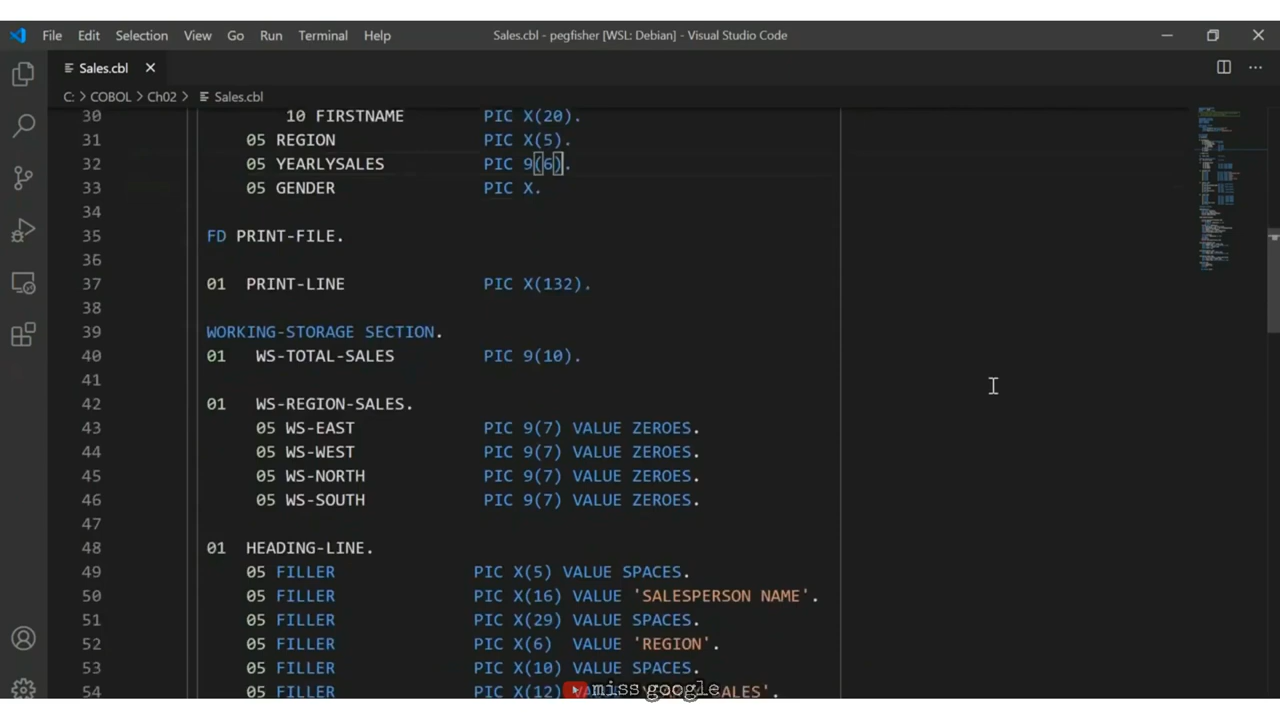 File Edit Selection View Go Run Terminal Help Sales.cbl - pegfisher [WSL: Debian] - Visual Studio Code
Sales.cbl
C: > COBOL > Ch02 > Sales.cbl
30 10 FIRSTNAME PIC X(20).
31 05 REGION PIC X(5).
32 05 YEARLYSALES PIC 9(6).
33 05 GENDER PIC X.
34
35 FD PRINT-FILE.
36
37 01 PRINT-LINE PIC X(132).
38
39 WORKING-STORAGE SECTION.
40 01 WS-TOTAL-SALES PIC 9(10).
41
42 01 WS-REGION-SALES.
43 05 WS-EAST PIC 9(7) VALUE ZEROES.
44 05 WS-WEST PIC 9(7) VALUE ZEROES.
45 05 WS-NORTH PIC 9(7) VALUE ZEROES.
46 05 WS-SOUTH PIC 9(7) VALUE ZEROES.
47
48 01 HEADING-LINE.
49 05 FILLER PIC X(5) VALUE SPACES.
50 05 FILLER PIC X(16) VALUE 'SALESPERSON NAME'.
51 05 FILLER PIC X(29) VALUE SPACES.
52 05 FILLER PIC X(6) VALUE 'REGION'.
53 05 FILLER PIC X(10) VALUE SPACES.
54 05 FILLER PIC X(12) SALES'.
miss google